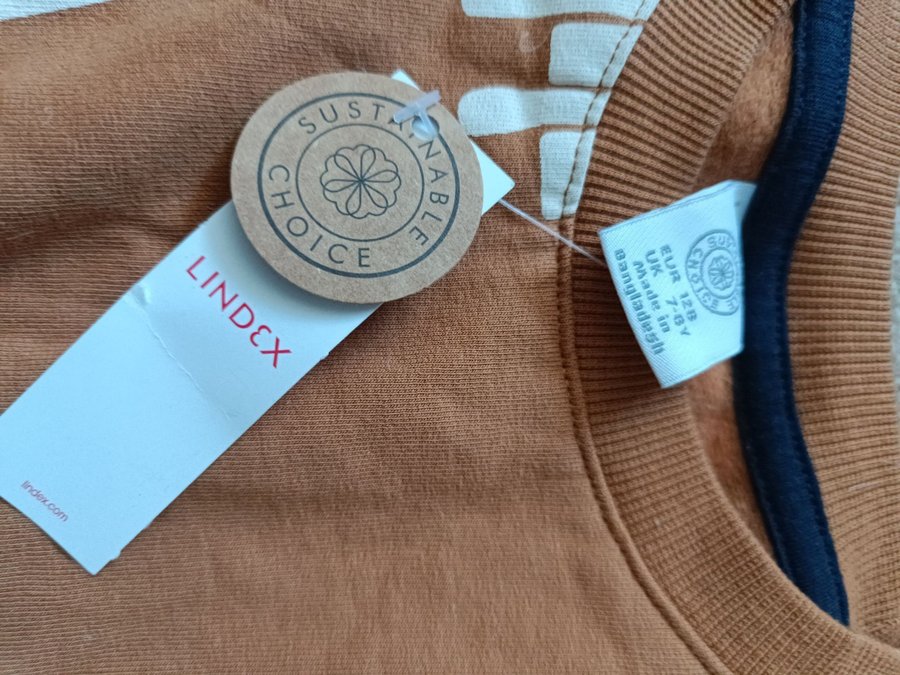 SUSTAINABLE
CHOICE
LINDEX
lindex.com
EUR 128
UK 7-8Y
Made in
Bangladesh